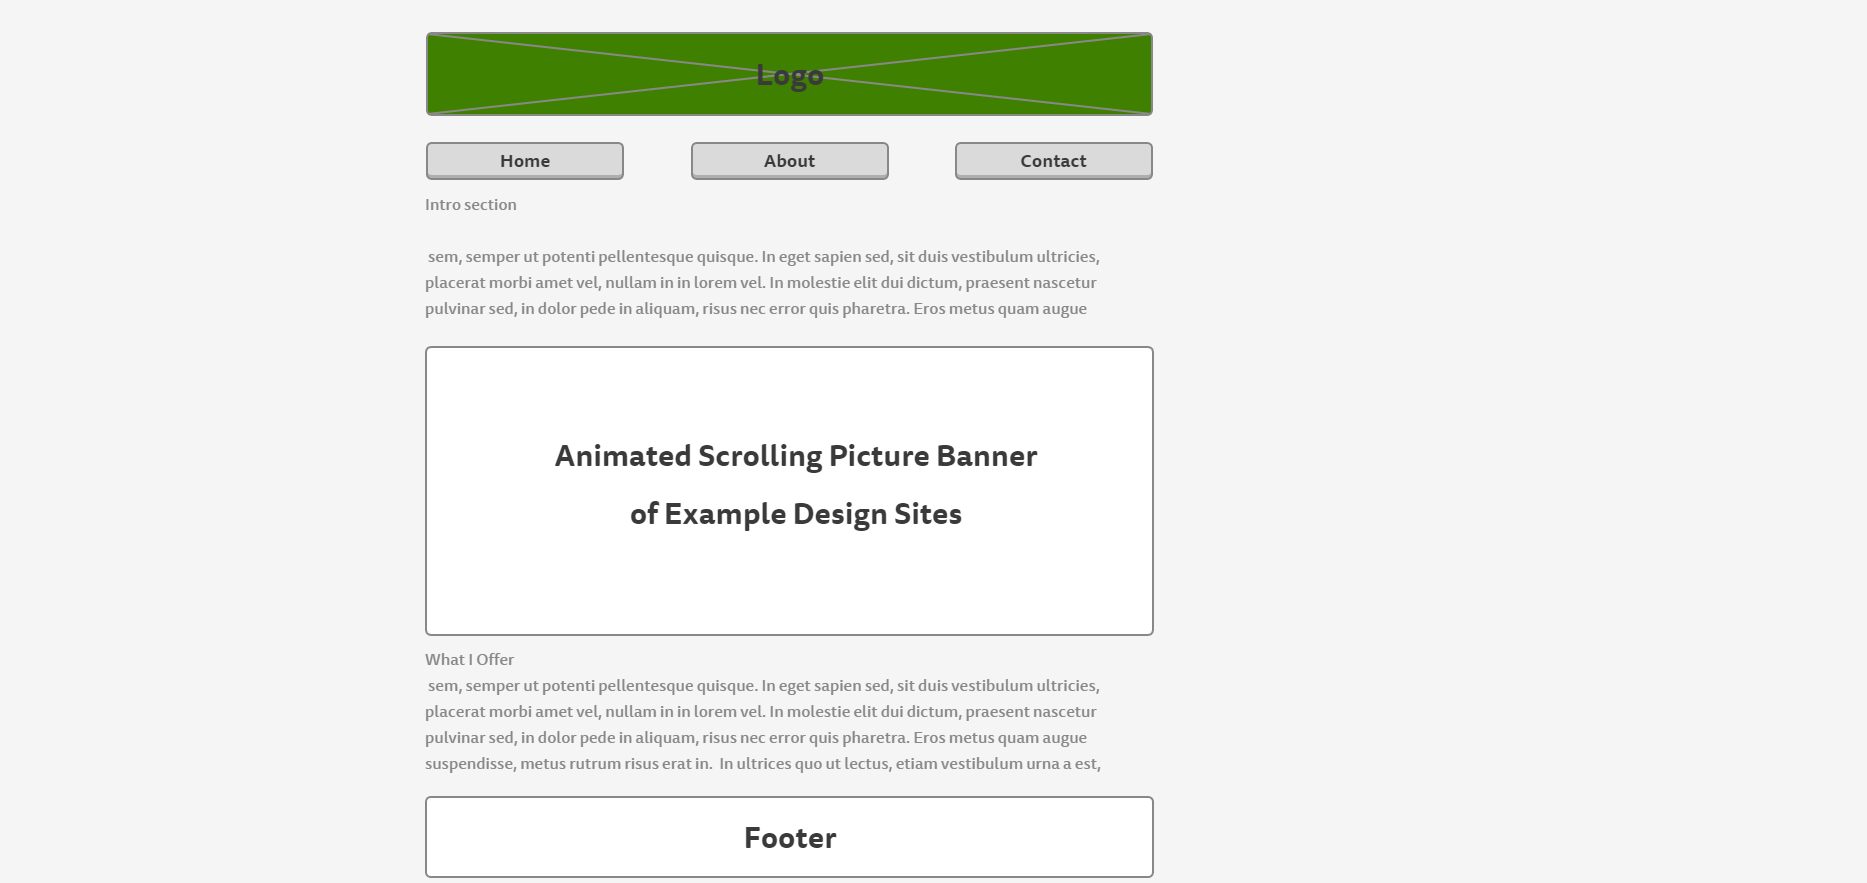 Logo
Home About Contact
Intro section
sem, semper ut potenti pellentesque quisque. In eget sapien sed, sit duis vestibulum ultricies,
placerat morbi amet vel, nullam in in lorem vel. In molestie elit dui dictum, praesent nascetur
pulvinar sed, in dolor pede in aliquam, risus nec error quis pharetra. Eros metus quam augue
Animated Scrolling Picture Banner
of Example Design Sites
What I Offer
sem, semper ut potenti pellentesque quisque. In eget sapien sed, sit duis vestibulum ultricies,
placerat morbi amet vel, nullam in in lorem vel. In molestie elit dui dictum, praesent nascetur
pulvinar sed, in dolor pede in aliquam, risus nec error quis pharetra. Eros metus quam augue
suspendisse, metus rutrum risus erat in.  In ultrices quo ut lectus, etiam vestibulum urna a est,
Footer